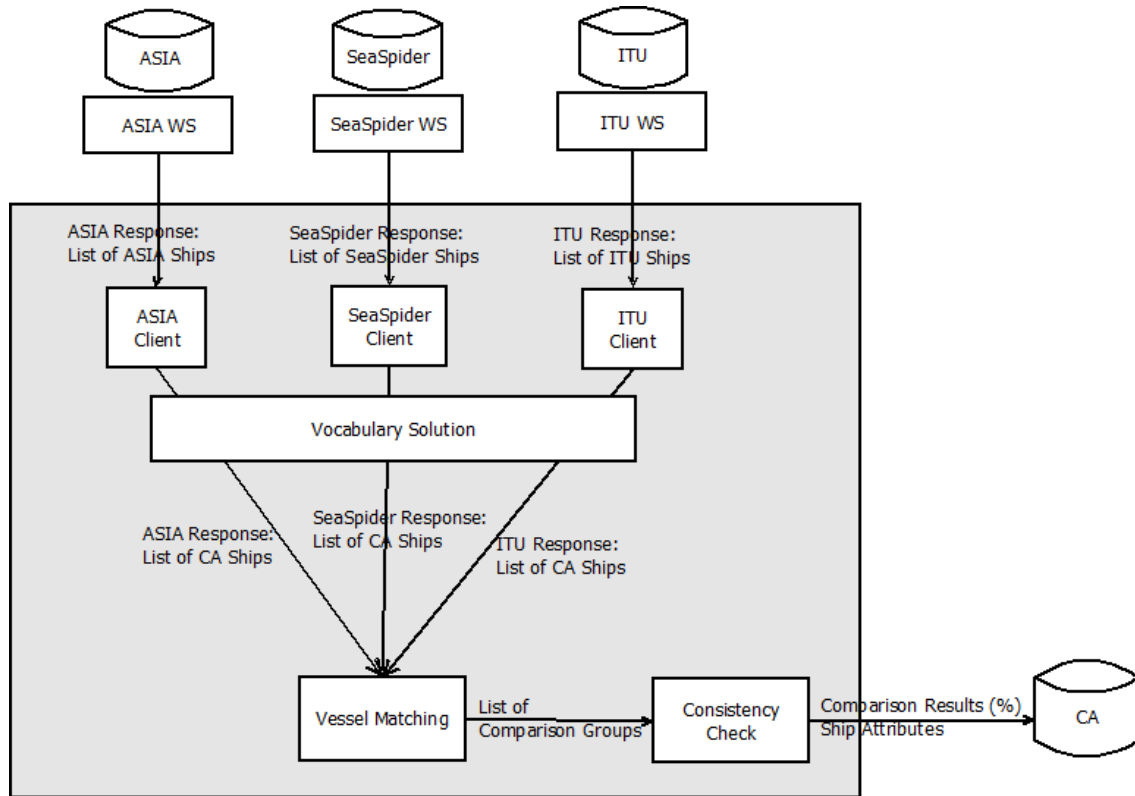 ASIA
SeaSpider
ITU
ASIA WS
SeaSpider WS
ITU WS
ASIA Response:
List of ASIA Ships
SeaSpider Response:
List of SeaSpider Ships
ITU Response:
List of ITU Ships
ASIA
Client
SeaSpider
Client
ITU
Client
Vocabulary Solution
ASIA Response:
List of CA Ships
SeaSpider Response:
List of CA Ships
ITU Response:
List of CA Ships
Vessel Matching
List of
Comparison Groups
Consistency
Check
Comparison Results (%)
Ship Attributes
CA